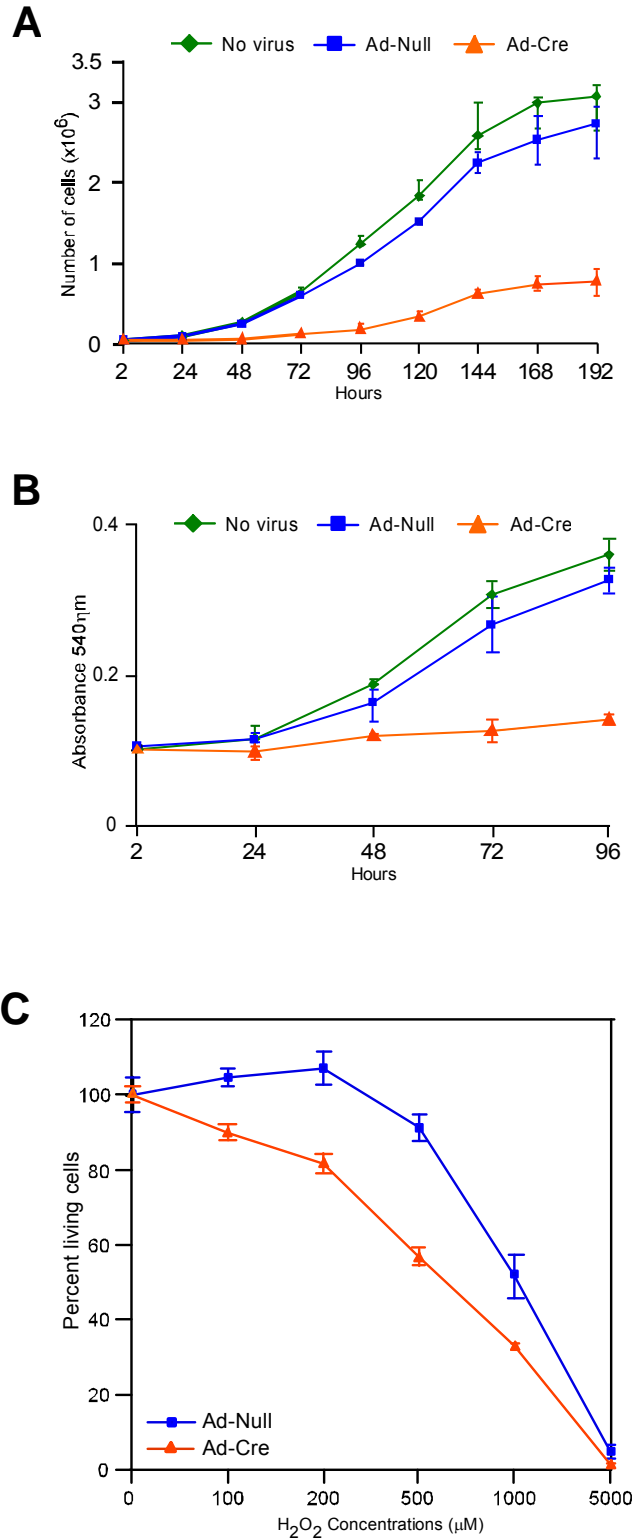 A
No virus Ad-Null Ad-Cre
Number of cells (x10⁶)
3.5
3
2
1
0
2 24 48 72 96 120 144 168 192
Hours
B
No virus Ad-Null Ad-Cre
Absorbance 540ηm
0.4
0.2
0
2 24 48 72 96
Hours
C
Percent living cells
120
100
80
60
40
20
0
Ad-Null
Ad-Cre
0 100 200 500 1000 5000
H₂O₂ Concentrations (μM)